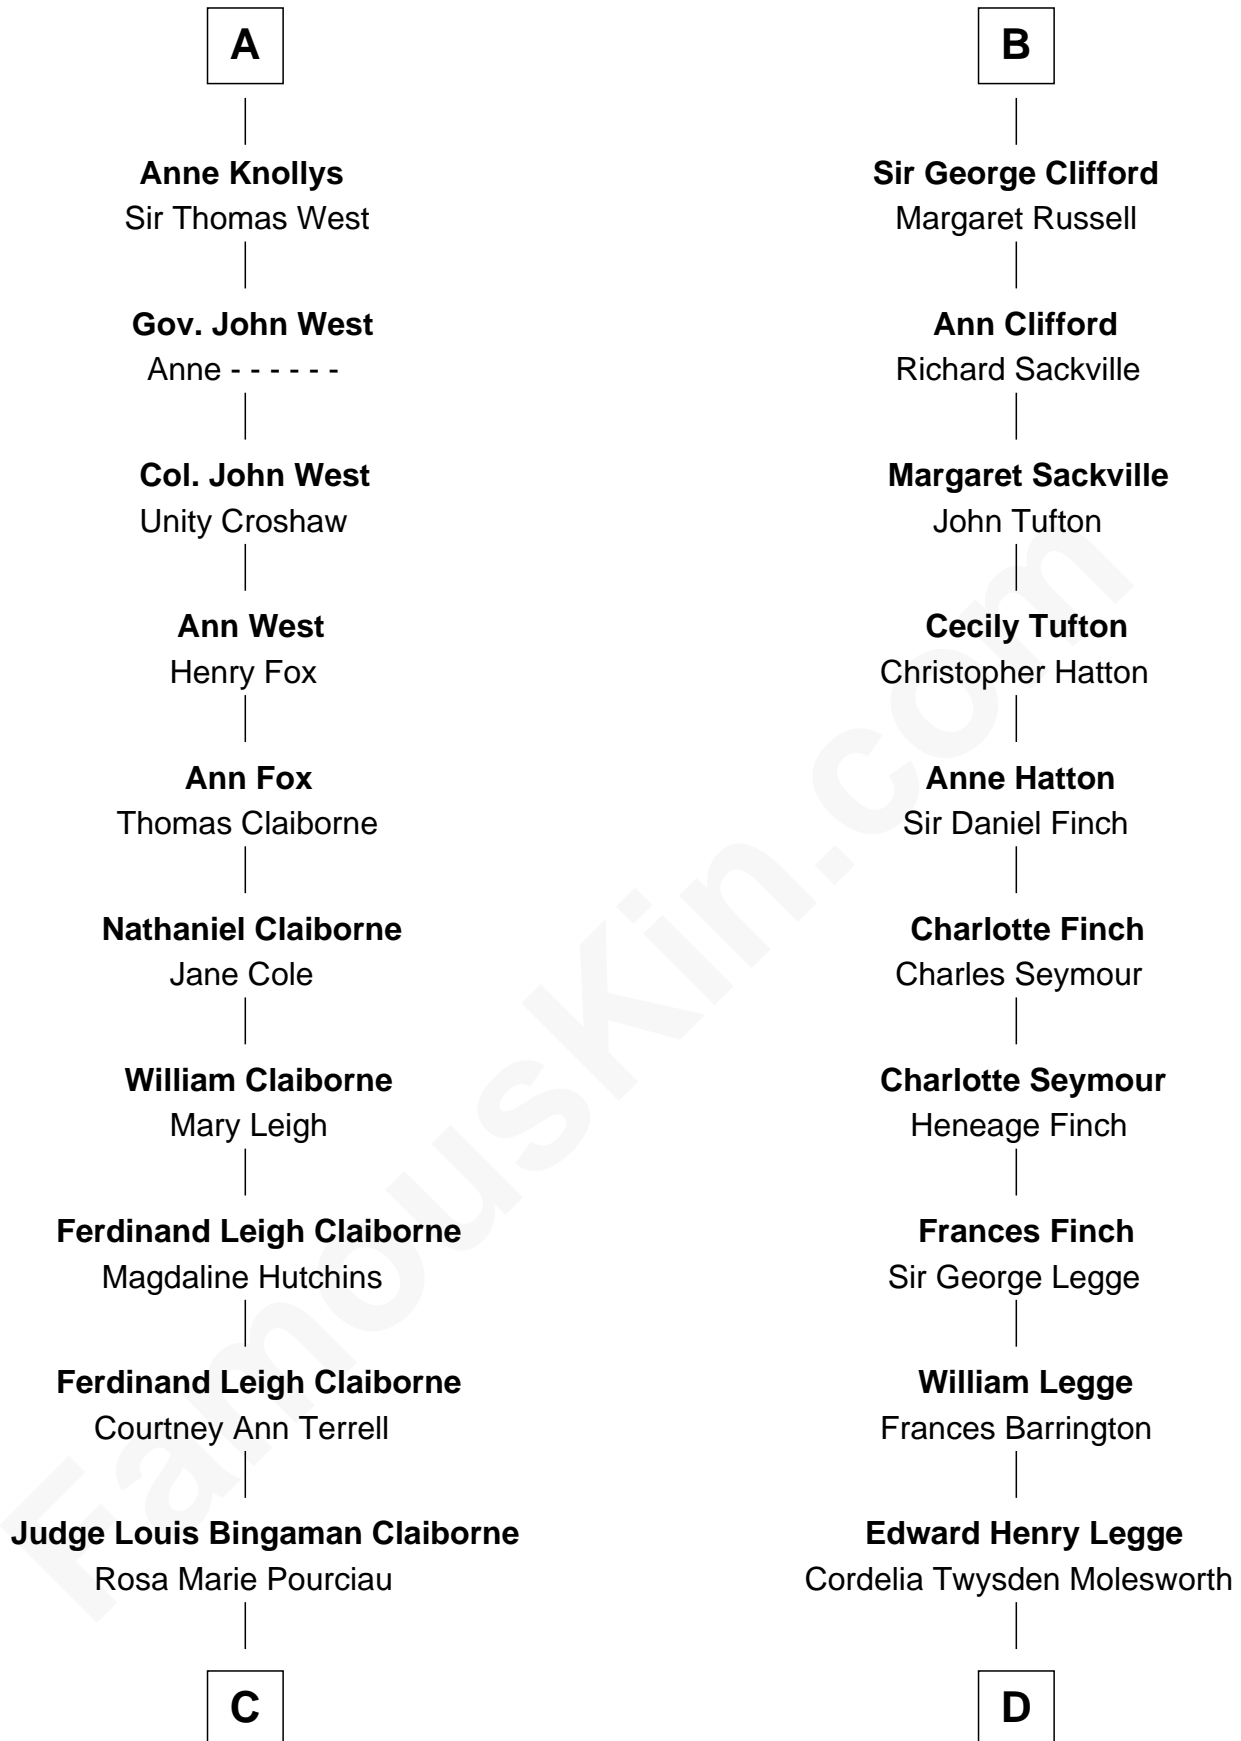 A
Anne Knollys
Sir Thomas West
Gov. John West
Anne - - - - - -
Col. John West
Unity Croshaw
Ann West
Henry Fox
Ann Fox
Thomas Claiborne
Nathaniel Claiborne
Jane Cole
William Claiborne
Mary Leigh
Ferdinand Leigh Claiborne
Magdaline Hutchins
Ferdinand Leigh Claiborne
Courtney Ann Terrell
Judge Louis Bingaman Claiborne
Rosa Marie Pourciau
C
B
Sir George Clifford
Margaret Russell
Ann Clifford
Richard Sackville
Margaret Sackville
John Tufton
Cecily Tufton
Christopher Hatton
Anne Hatton
Sir Daniel Finch
Charlotte Finch
Charles Seymour
Charlotte Seymour
Heneage Finch
Frances Finch
Sir George Legge
William Legge
Frances Barrington
Edward Henry Legge
Cordelia Twysden Molesworth
D
FamousKin.com